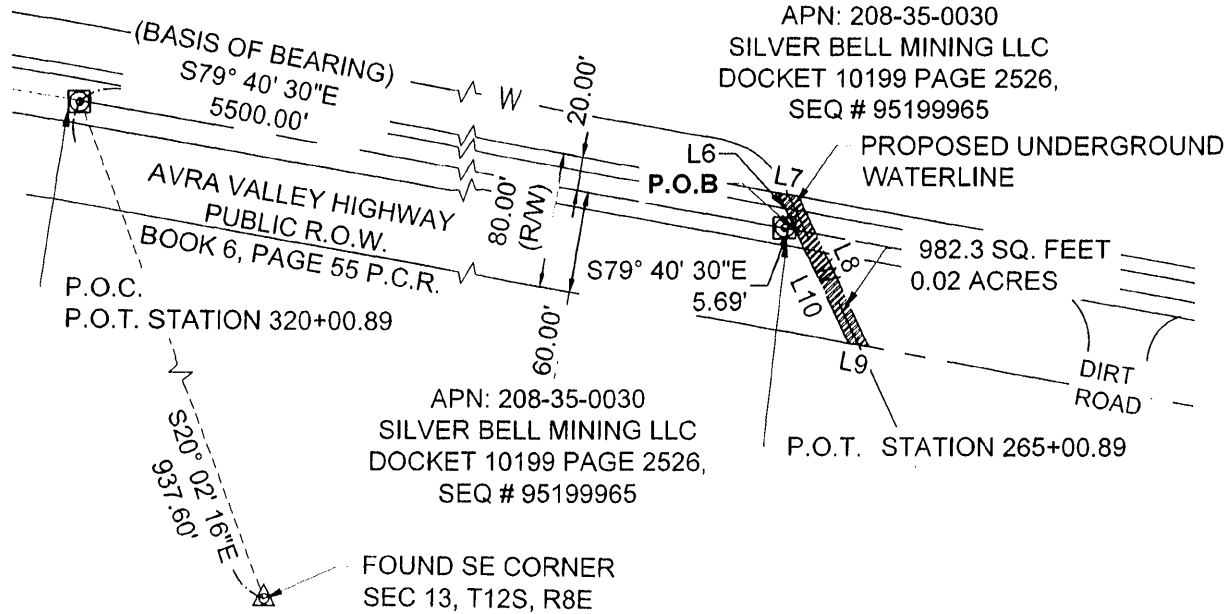 (BASIS OF BEARING)
S79° 40' 30"E
5500.00'
W
20.00'
APN: 208-35-0030
SILVER BELL MINING LLC
DOCKET 10199 PAGE 2526,
SEQ # 95199965
PROPOSED UNDERGROUND
WATERLINE
L6
L7
P.O.B
AVRA VALLEY HIGHWAY
PUBLIC R.O.W.
BOOK 6, PAGE 55 P.C.R.
80.00'
(R/W)
S79° 40' 30"E
5.69'
L8
L10
982.3 SQ. FEET
0.02 ACRES
P.O.C.
P.O.T. STATION 320+00.89
60.00'
L9
DIRT
ROAD
APN: 208-35-0030
SILVER BELL MINING LLC
DOCKET 10199 PAGE 2526,
SEQ # 95199965
P.O.T. STATION 265+00.89
S20° 02' 16"E
937.60'
FOUND SE CORNER
SEC 13, T12S, R8E